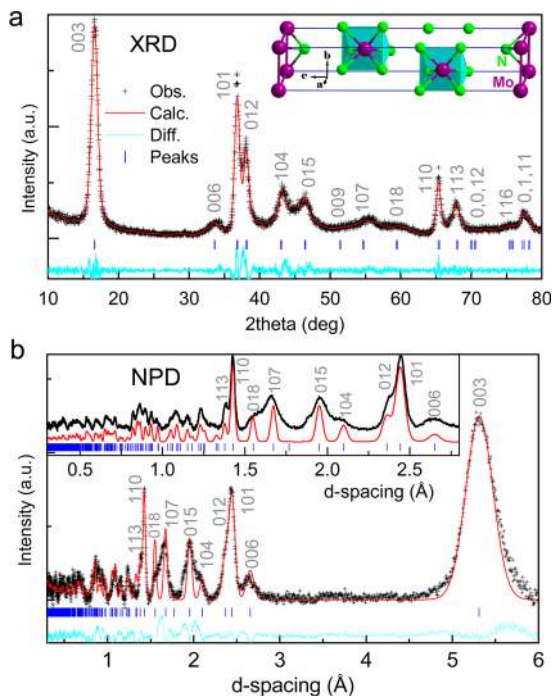 a
XRD
003
Obs.
Calc.
Diff.
Peaks
101
012
006
104
015
009
107
018
110
113
0,0,12
116
0,1,11
b
c
a
N
Mo
Intensity (a.u.)
10 20 30 40 50 60 70 80
2theta (deg)
b
NPD
113
110
018
107
015
104
012
101
006
0.5 1.0 1.5 2.0 2.5
d-spacing (Å)
003
110
113
018
107
015
104
012
101
006
Intensity (a.u.)
1 2 3 4 5 6
d-spacing (Å)